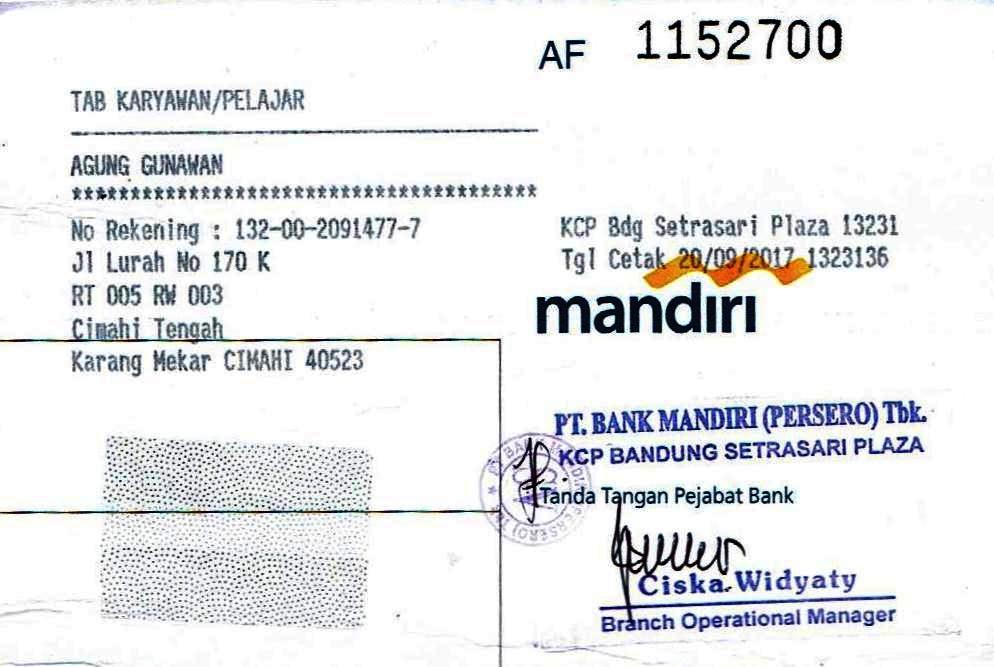 AF 1152700
TAB KARYAWAN/PELAJAR
AGUNG GUNAWAN
****************************************
No Rekening : 132-00-2091477-7
KCP Bdg Setrasari Plaza 13231
Jl Lurah No 170 K
Tgl Cetak 20/09/2017 1323136
RT 005 RW 003
mandırı
Cimahi Tengah
Karang Mekar CIMAHI 40523
PT. BANK MANDIRI (PERSERO) Tbk.
KCP BANDUNG SETRASARI PLAZA
Tanda Tangan Pejabat Bank
Ciska Widyaty
Branch Operational Manager